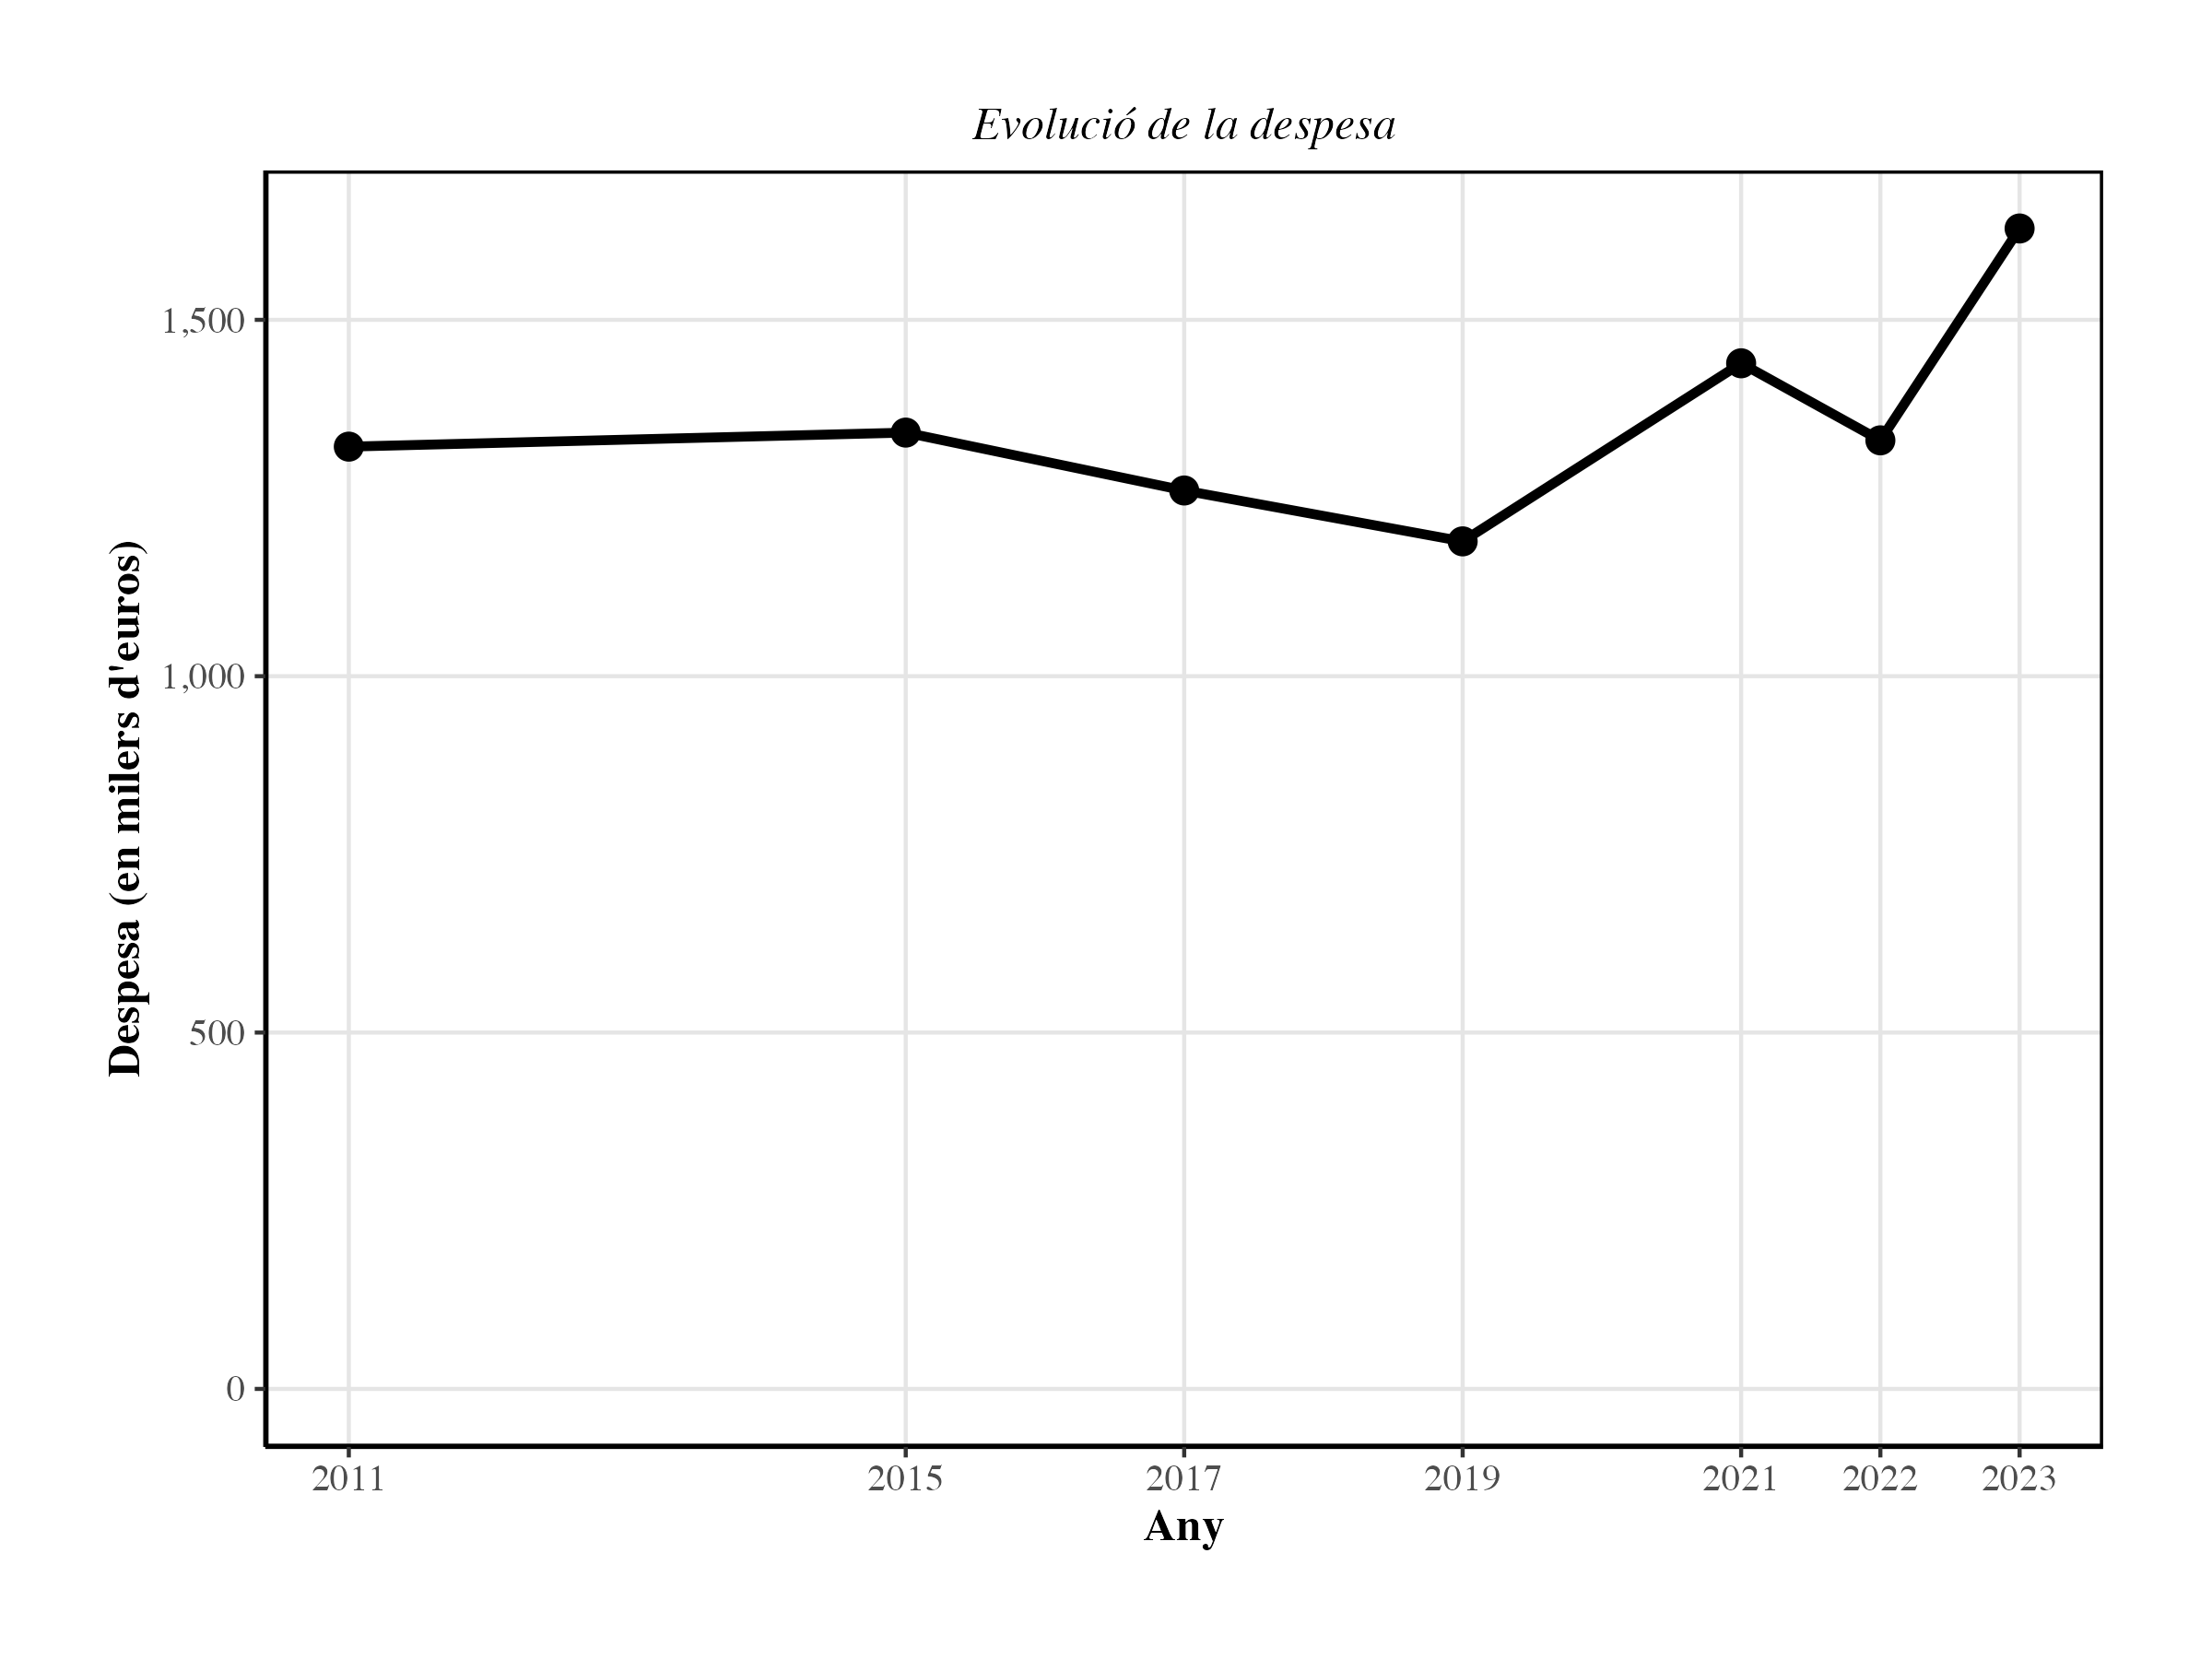 Evolució de la despesa
Despesa (en milers d'euros)
1,500
1,000
500
0
2011 2015 2017 2019 2021 2022 2023
Any